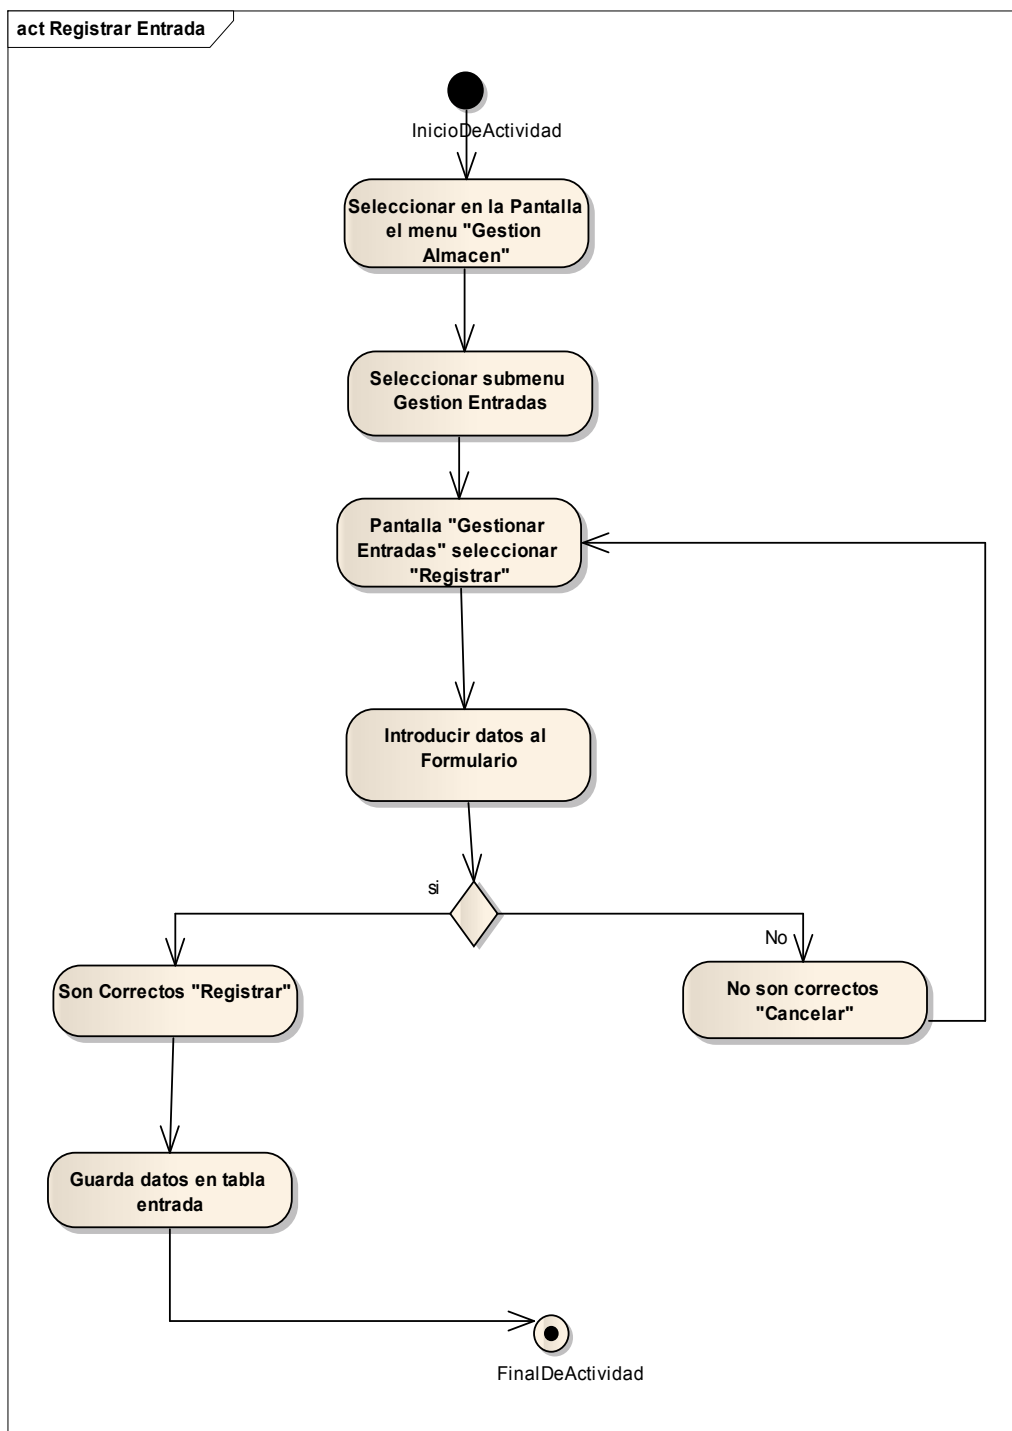 act Registrar Entrada
InicioDeActividad
Seleccionar en la Pantalla
el menu "Gestion
Almacen"
Seleccionar submenu
Gestion Entradas
Pantalla "Gestionar
Entradas" seleccionar
"Registrar"
Introducir datos al
Formulario
si
No
Son Correctos "Registrar"
No son correctos
"Cancelar"
Guarda datos en tabla
entrada
FinalDeActividad